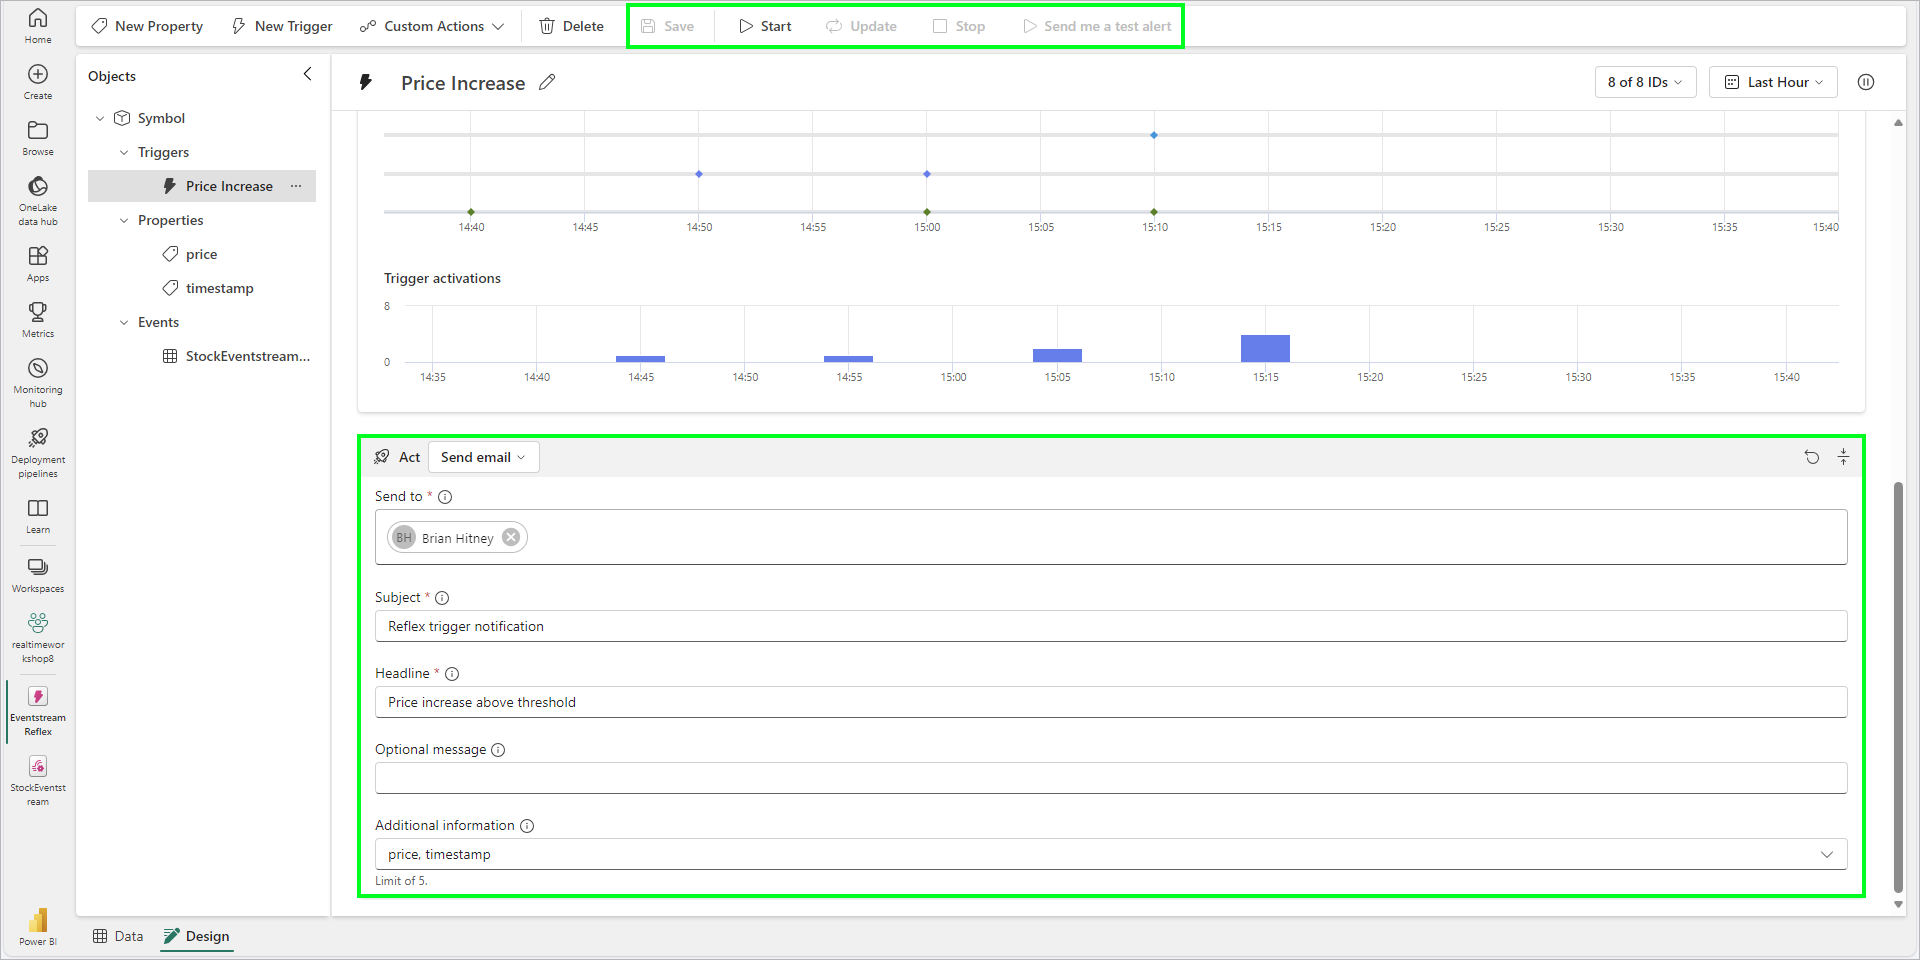 Home
Create
Browse
OneLake
data hub
Apps
Metrics
Monitoring
hub
Deployment
pipelines
Learn
Workspaces
realtimewor
kshop8
Eventstream
Reflex
StockEventst
ream
Power BI
New Property
New Trigger
Custom Actions
Delete
Save
Start
Update
Stop
Send me a test alert
Objects
Symbol
Triggers
Price Increase
Properties
price
timestamp
Events
StockEventstream...
Price Increase
8 of 8 IDs
Last Hour
14:40 14:45 14:50 14:55 15:00 15:05 15:10 15:15 15:20 15:25 15:30 15:35 15:40
Trigger activations
8
0
14:35 14:40 14:45 14:50 14:55 15:00 15:05 15:10 15:15 15:20 15:25 15:30 15:35 15:40
Act Send email
Send to *
BH Brian Hitney
Subject *
Reflex trigger notification
Headline *
Price increase above threshold
Optional message
Additional information
price, timestamp
Limit of 5.
Data Design